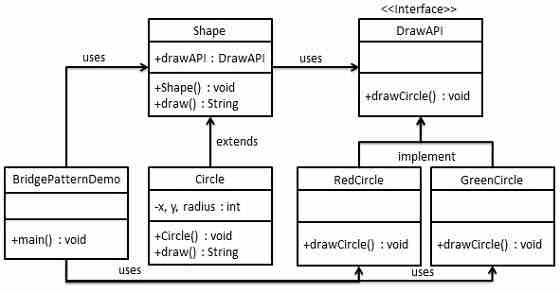 <<Interface>>
Shape
DrawAPI
+drawAPI : DrawAPI
uses
uses
+Shape() : void
+draw() : String
+drawCircle() : void
extends
implement
BridgePatternDemo
Circle
RedCircle
GreenCircle
-x, y, radius : int
+main() : void
+Circle() : void
+draw() : String
+drawCircle() : void
+drawCircle() : void
uses
uses